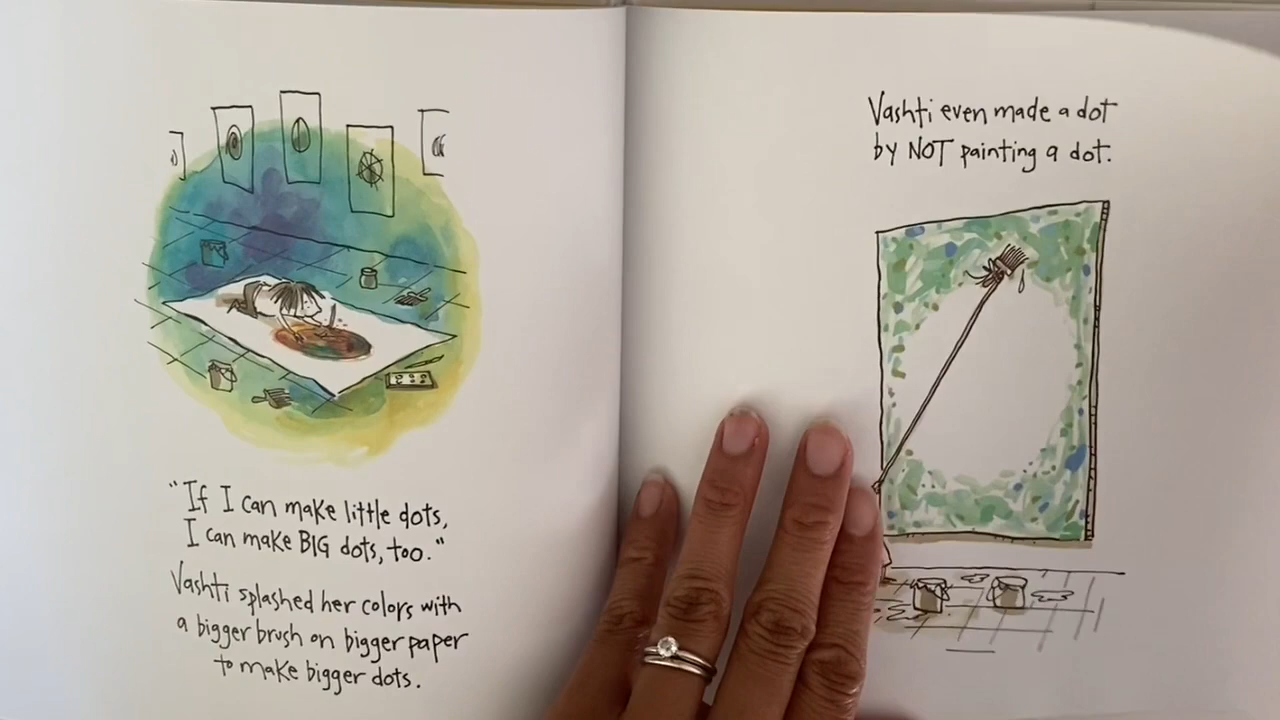 "If I can make little dots,
I can make BIG dots, too."
Vashti splashed her colors with
a bigger brush on bigger paper
to make bigger dots.
Vashti even made a dot
by NOT painting a dot.